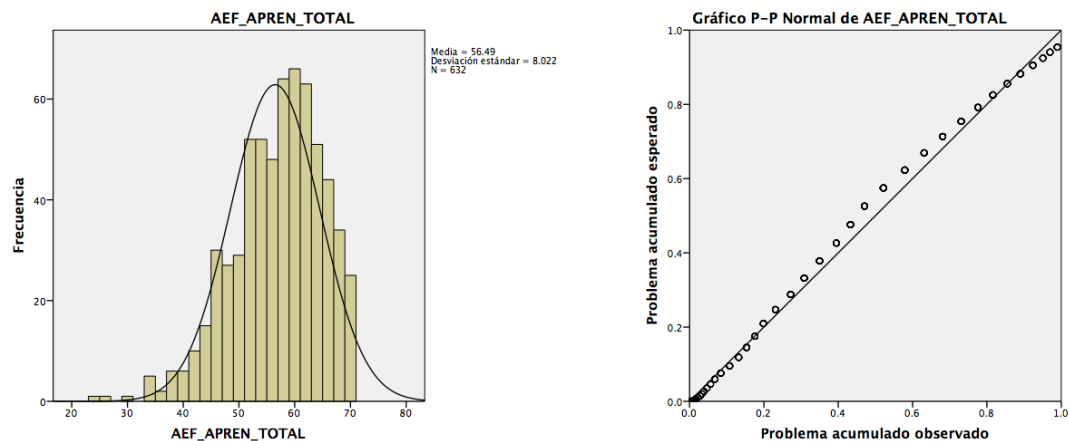 AEF_APREN_TOTAL
Media = 56.49
Desviación estándar = 8.022
N = 632
Frecuencia
60
40
20
0
20 30 40 50 60 70 80
AEF_APREN_TOTAL
Gráfico P-P Normal de AEF_APREN_TOTAL
Problema acumulado esperado
1.0
0.8
0.6
0.4
0.2
0.0
0.0 0.2 0.4 0.6 0.8 1.0
Problema acumulado observado